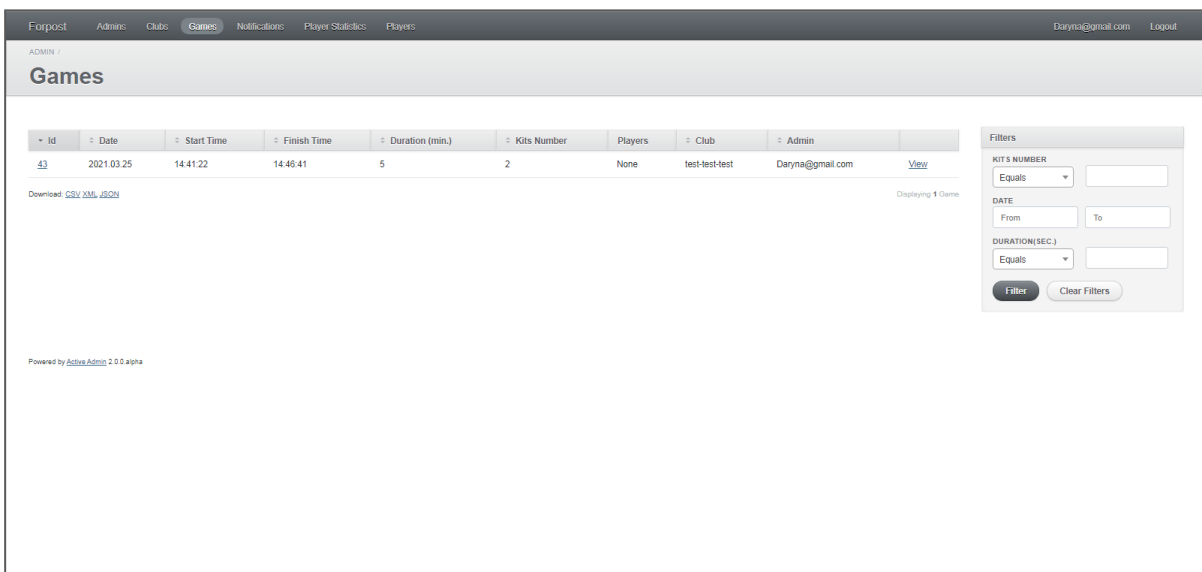 Forpost Admins Clubs Games Notifications Player Statistics Players Daryna@gmail.com Logout
ADMIN /
Games
Id Date Start Time Finish Time Duration (min.) Kits Number Players Club Admin
43 2021.03.25 14:41:22 14:46:41 5 2 None test-test-test Daryna@gmail.com View
Download: CSV XML JSON Displaying 1 Game
Filters
KITS NUMBER
Equals
DATE
From To
DURATION(SEC.)
Equals
Filter Clear Filters
Powered by Active Admin 2.0.0.alpha